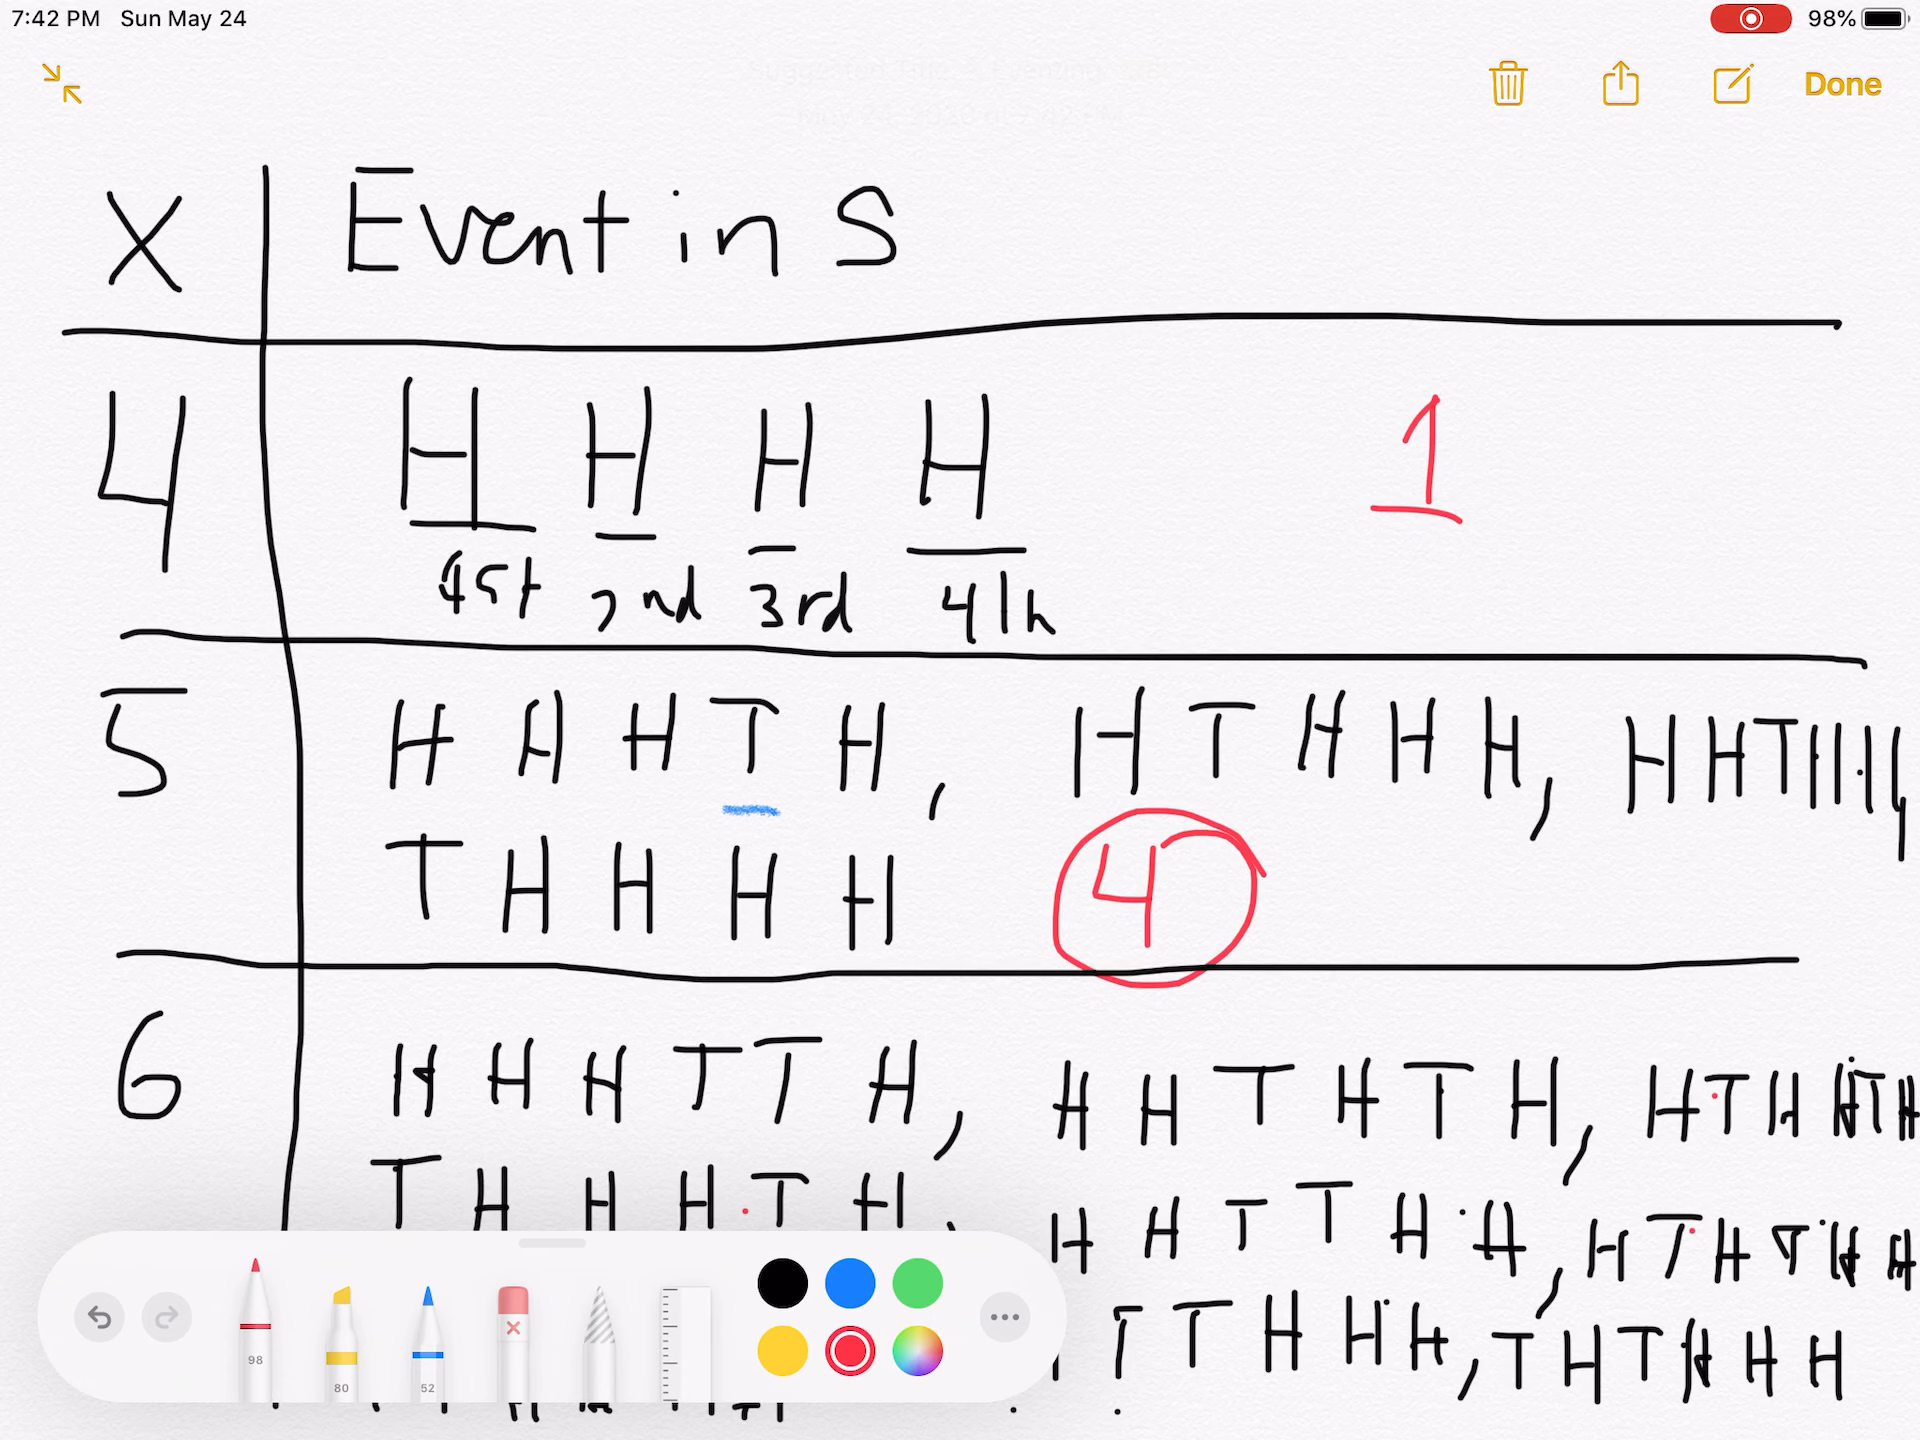 7:42 PM Sun May 24 98%
Done
X Event in S
4 H H H H 1
1st 2nd 3rd 4th
5 H H H T H, H T H H H, H H T H H,
T H H H H 4
6 H H H T T H, H H T H T H, H T H H T H
T H H H T H, H H T T H H, H T H T H H
T T H H H, T H T H H H
98 80 52